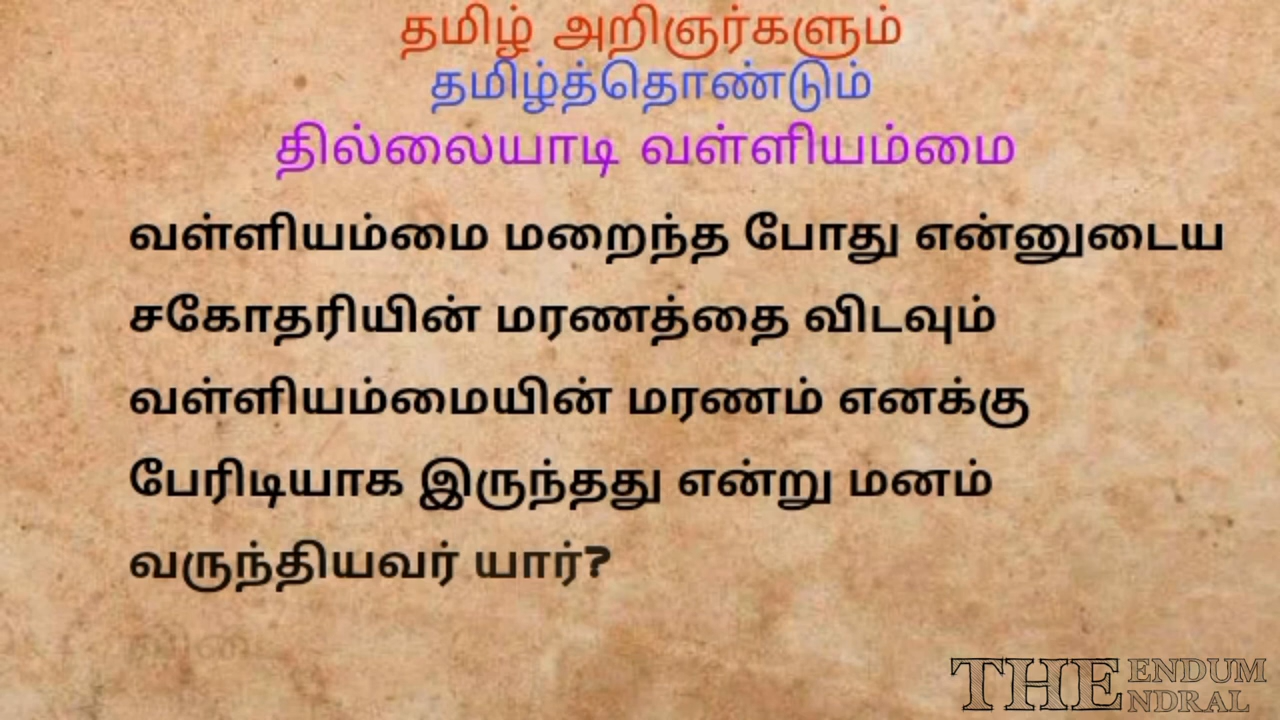 தமிழ் அறிஞர்களும்
தமிழ்த்தொண்டும்
தில்லையாடி வள்ளியம்மை
வள்ளியம்மை மறைந்த போது என்னுடைய
சகோதரியின் மரணத்தை விடவும்
வள்ளியம்மையின் மரணம் எனக்கு
பேரிடியாக இருந்தது என்று மனம்
வருந்தியவர் யார்?
THE ENDUM
NDRAL